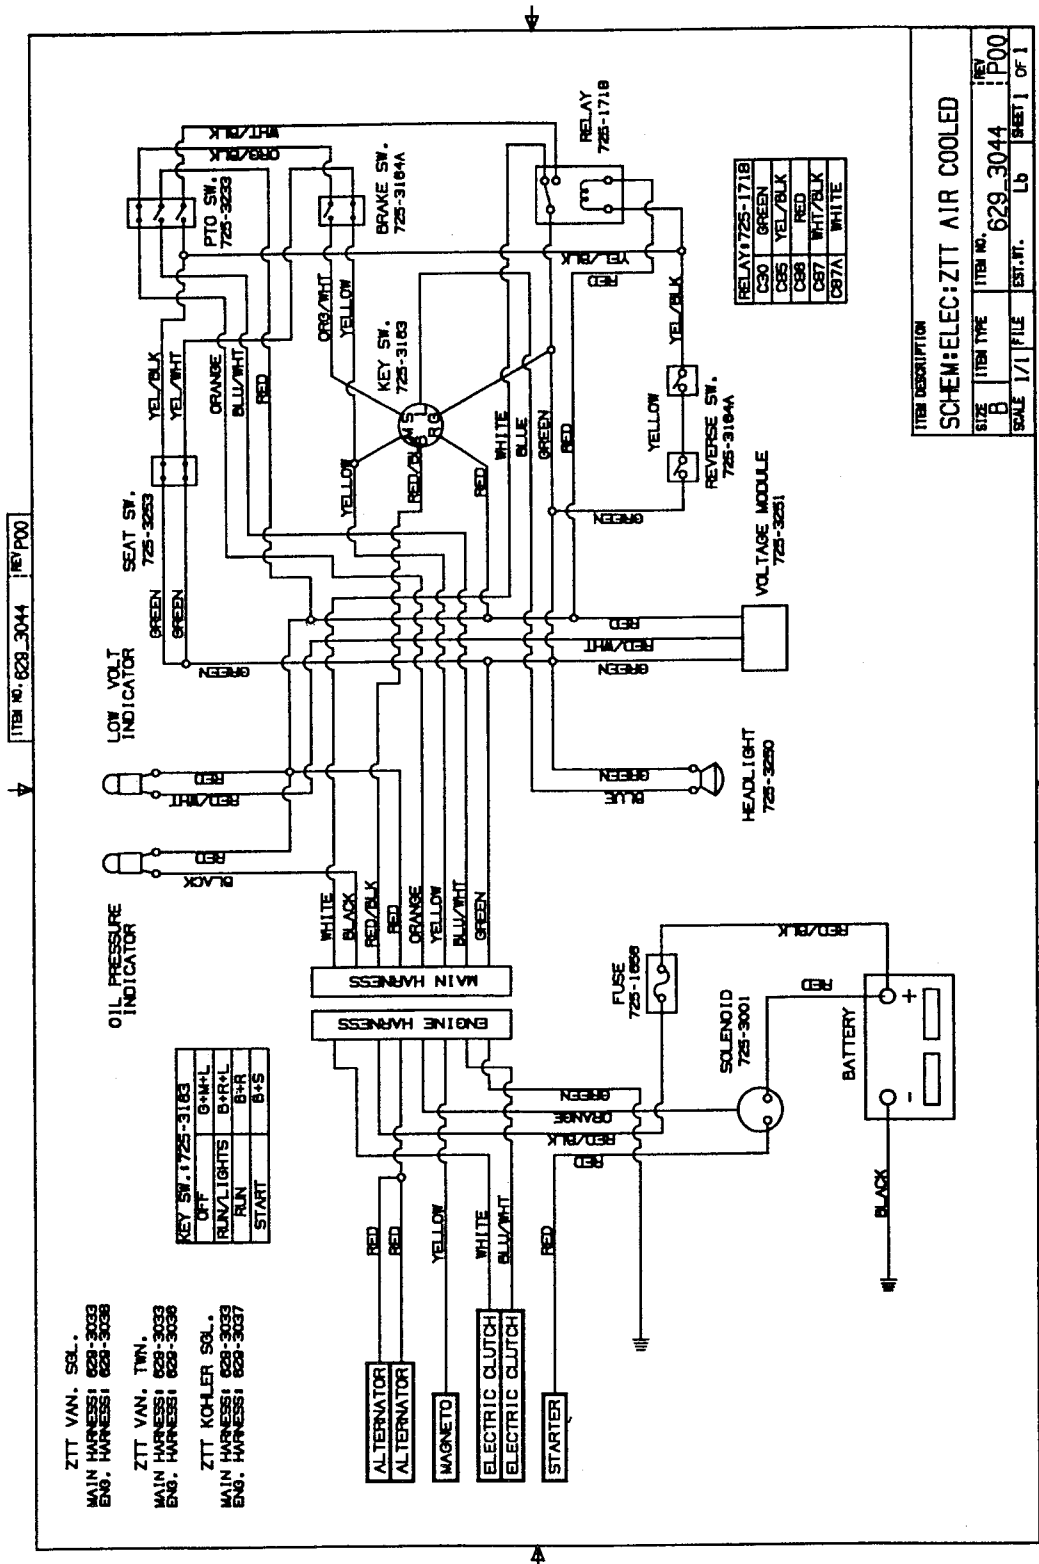 ITEM NO. 629_3044 REV P00
ZTT VAN. SGL.
MAIN HARNESS: 629-3033
ENG. HARNESS: 629-3038
ZTT VAN. TWN.
MAIN HARNESS: 629-3033
ENG. HARNESS: 629-3036
ZTT KOHLER SGL.
MAIN HARNESS: 629-3033
ENG. HARNESS: 629-3037
KEY SW.:725-3163
OFF G+M+L
RUN/LIGHTS B+R+L
RUN B+R
START B+S
OIL PRESSURE
INDICATOR
BLACK
RED
LOW VOLT
INDICATOR
RED/WHT
RED
SEAT SW.
725-3253
GREEN
GREEN
YEL/BLK
YEL/WHT
ORANGE
BLU/WHT
RED
PTO SW.
725-3233
ORG/BLK
WHT/BLK
BRAKE SW.
725-3164A
ORG/WHT
YELLOW
KEY SW.
725-3163
M S
B L
R G
YELLOW
RED/BLK
RED
WHITE
BLUE
GREEN
RED
RELAY
725-1718
YEL/BLK
RED
YEL/BLK
YELLOW
REVERSE SW.
725-3164A
GREEN
GREEN
RED/WHT
RED
GREEN
VOLTAGE MODULE
725-3251
BLUE
GREEN
HEADLIGHT
725-3250
WHITE
BLACK
RED/BLK
RED
ORANGE
YELLOW
BLU/WHT
GREEN
MAIN HARNESS
ENGINE HARNESS
GREEN
ORANGE
RED/BLK
RED
RED
RED
YELLOW
WHITE
BLU/WHT
RED
ALTERNATOR
ALTERNATOR
MAGNETO
ELECTRIC CLUTCH
ELECTRIC CLUTCH
STARTER
FUSE
725-1656
SOLENOID
725-3001
RED/BLK
RED
BATTERY
+
-
BLACK
RELAY:725-1718
C30 GREEN
C85 YEL/BLK
C86 RED
C87 WHT/BLK
C87A WHITE
ITEM DESCRIPTION
SCHEM:ELEC:ZTT AIR COOLED
SIZE B ITEM TYPE ITEM NO. 629_3044 REV P00
SCALE 1/1 FILE EST.WT. Lb SHEET 1 OF 1